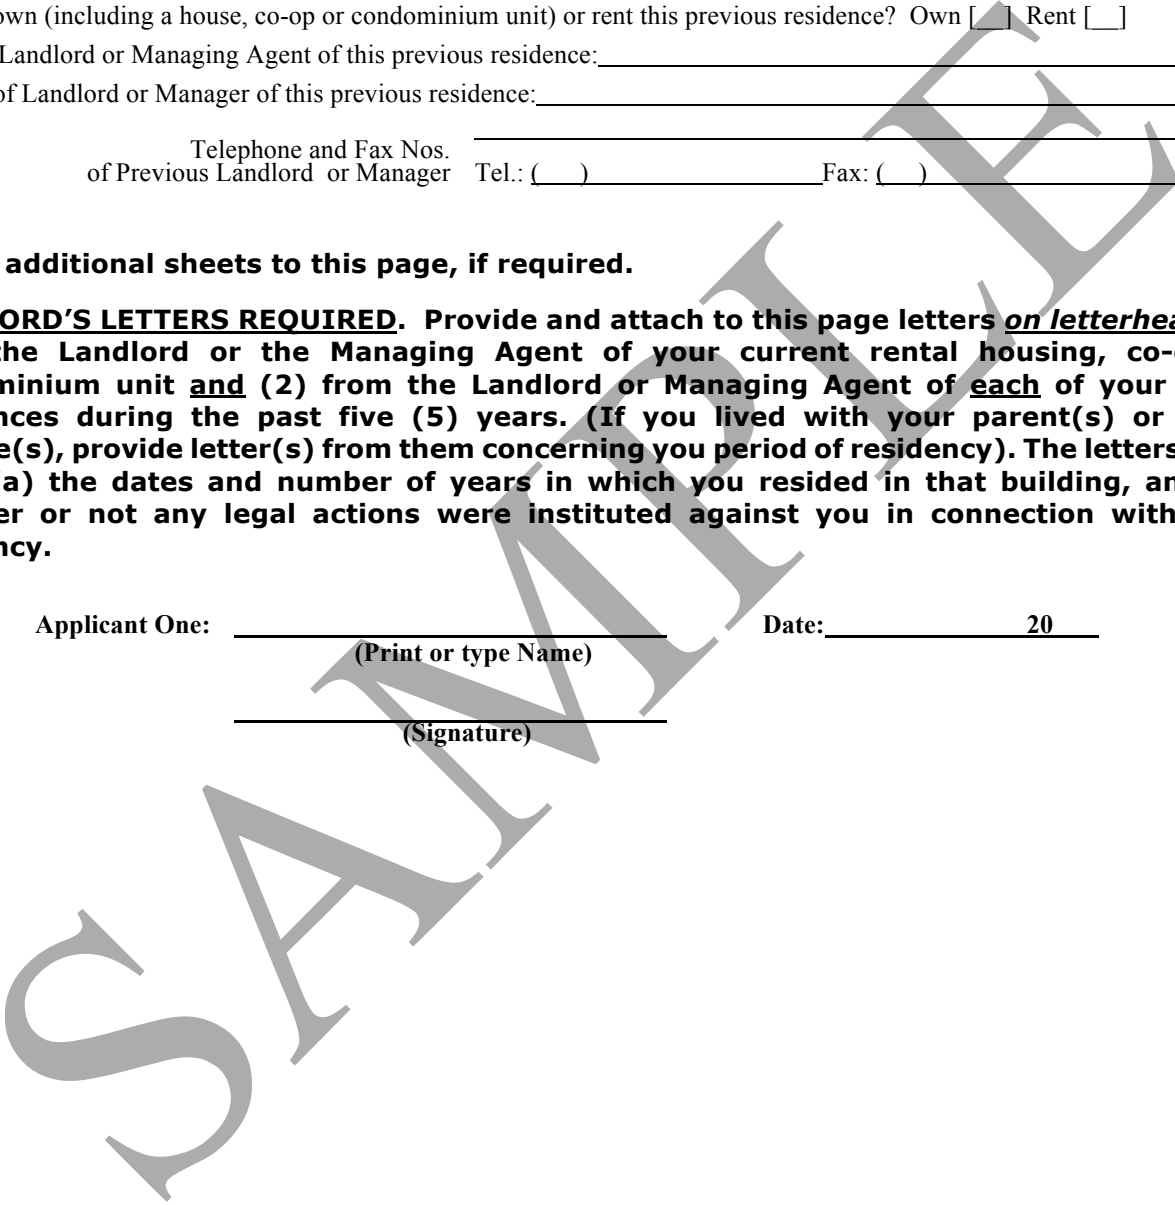 own (including a house, co-op or condominium unit) or rent this previous residence? Own [__] Rent [__]
Landlord or Managing Agent of this previous residence:
of Landlord or Manager of this previous residence:
Telephone and Fax Nos.
of Previous Landlord or Manager Tel.: ( ) Fax: ( )
additional sheets to this page, if required.
ORD’S LETTERS REQUIRED. Provide and attach to this page letters on letterhea
the Landlord or the Managing Agent of your current rental housing, co-
minium unit and (2) from the Landlord or Managing Agent of each of your
nces during the past five (5) years. (If you lived with your parent(s) or
e(s), provide letter(s) from them concerning you period of residency). The letters
(a) the dates and number of years in which you resided in that building, an
er or not any legal actions were instituted against you in connection with
ncy.
Applicant One: Date: 20
(Print or type Name)
(Signature)
SAMPLE